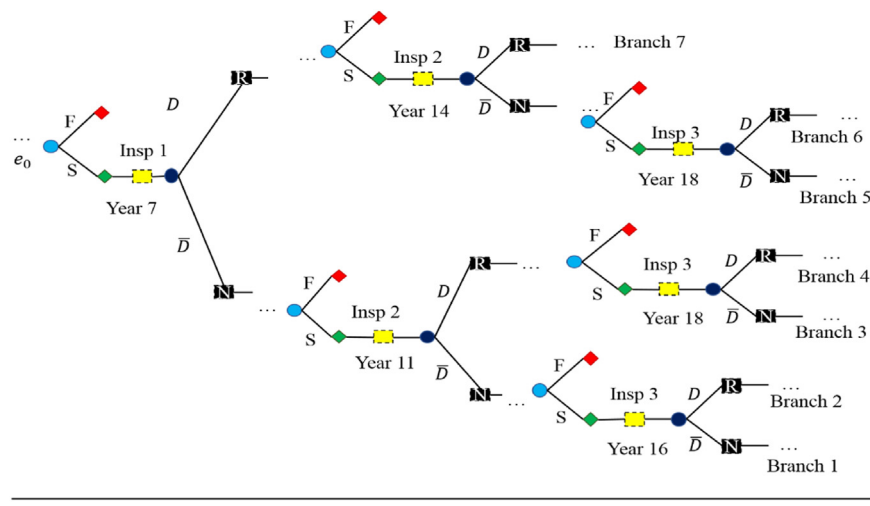 … F Insp 2 D R … Branch 7
S Year 14 D̅ N
… F Insp 3 D R …
S Year 18 D̅ N …
Branch 6
Branch 5
… e₀ F Insp 1 D R
S Year 7 D̅ N
… F Insp 2 D R …
S Year 11 D̅ N …
F Insp 3 D R …
S Year 18 D̅ N …
Branch 4
Branch 3
F Insp 3 D R …
S Year 16 D̅ N …
Branch 2
Branch 1